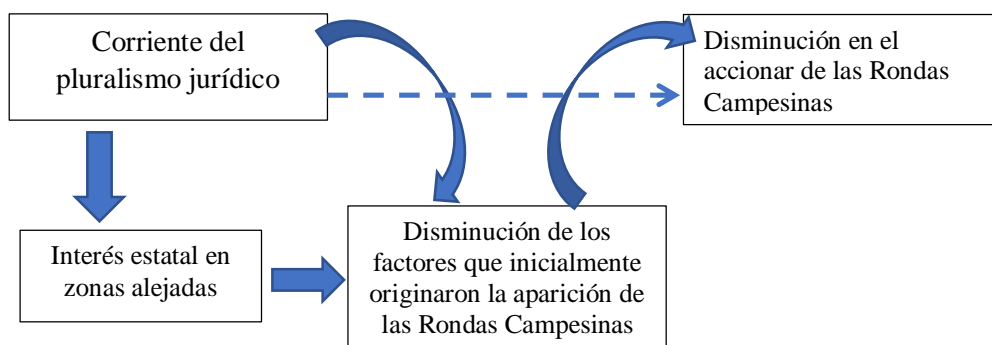 Corriente del
pluralismo jurídico
Disminución en el
accionar de las Rondas
Campesinas
Interés estatal en
zonas alejadas
Disminución de los
factores que inicialmente
originaron la aparición de
las Rondas Campesinas